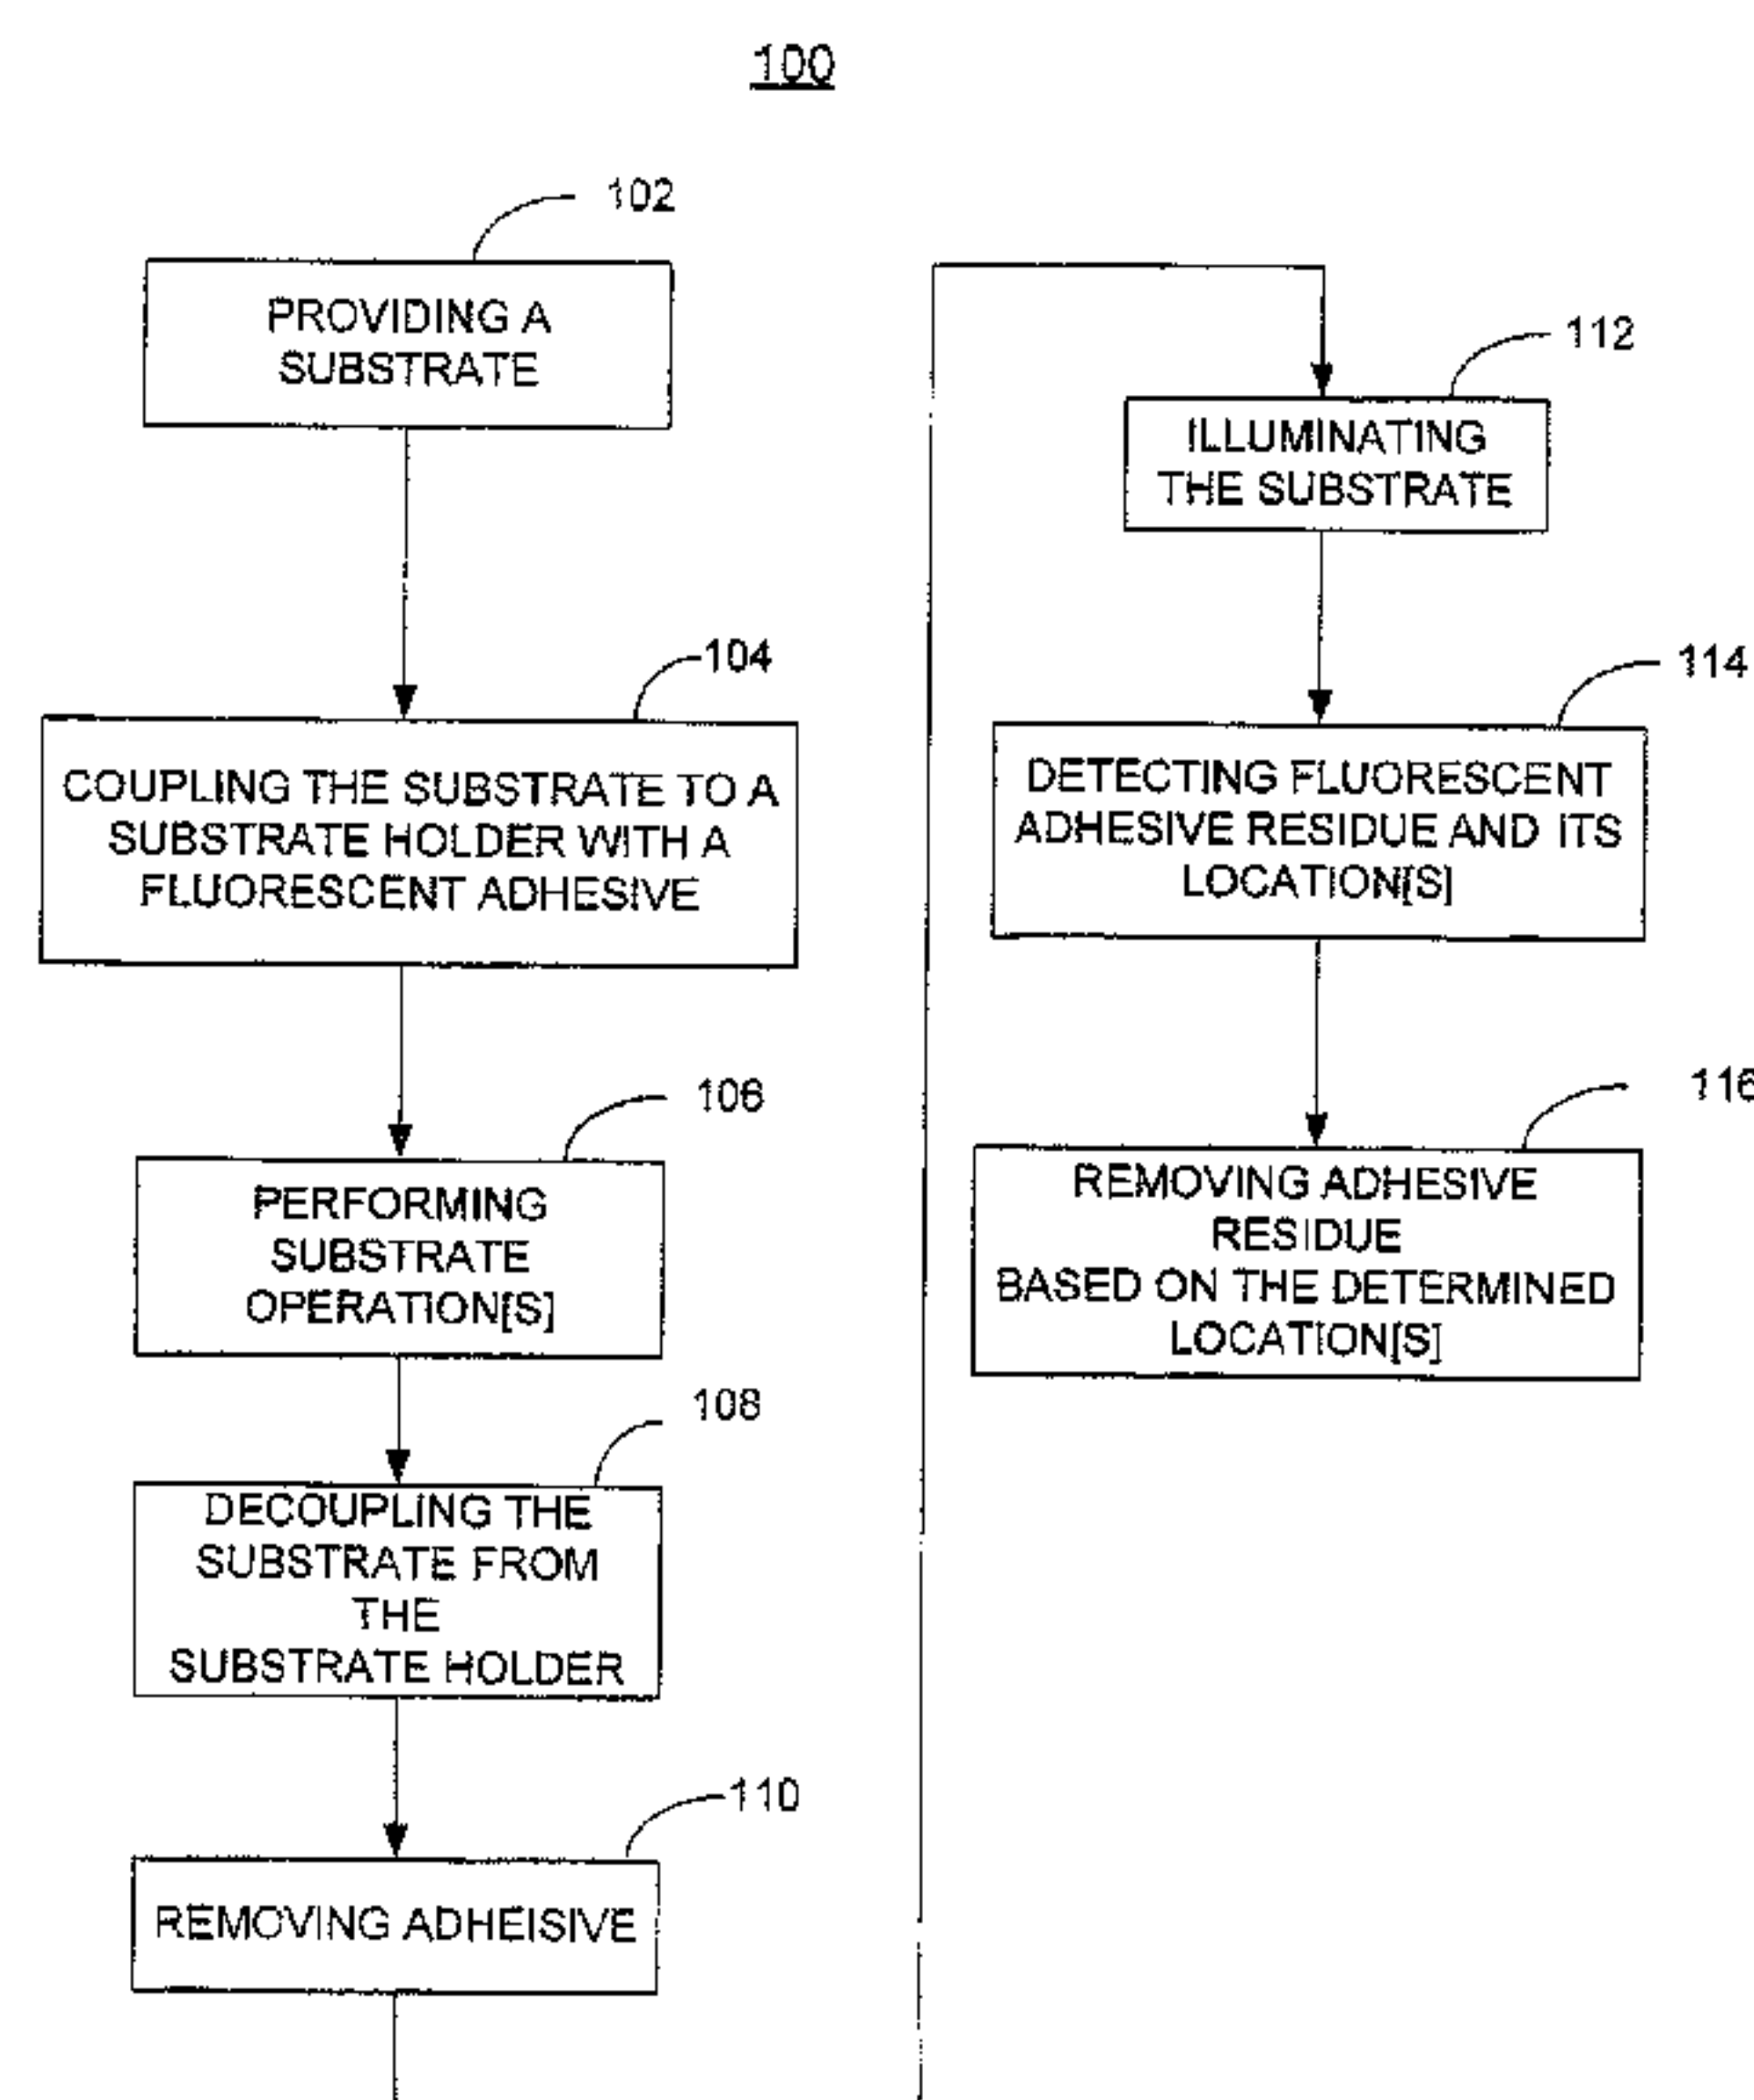 100
102
PROVIDING A
SUBSTRATE
104
COUPLING THE SUBSTRATE TO A
SUBSTRATE HOLDER WITH A
FLUORESCENT ADHESIVE
106
PERFORMING
SUBSTRATE
OPERATION[S]
108
DECOUPLING THE
SUBSTRATE FROM
THE
SUBSTRATE HOLDER
110
REMOVING ADHEISIVE
112
ILLUMINATING
THE SUBSTRATE
114
DETECTING FLUORESCENT
ADHESIVE RESIDUE AND ITS
LOCATION[S]
116
REMOVING ADHESIVE
RESIDUE
BASED ON THE DETERMINED
LOCATION[S]